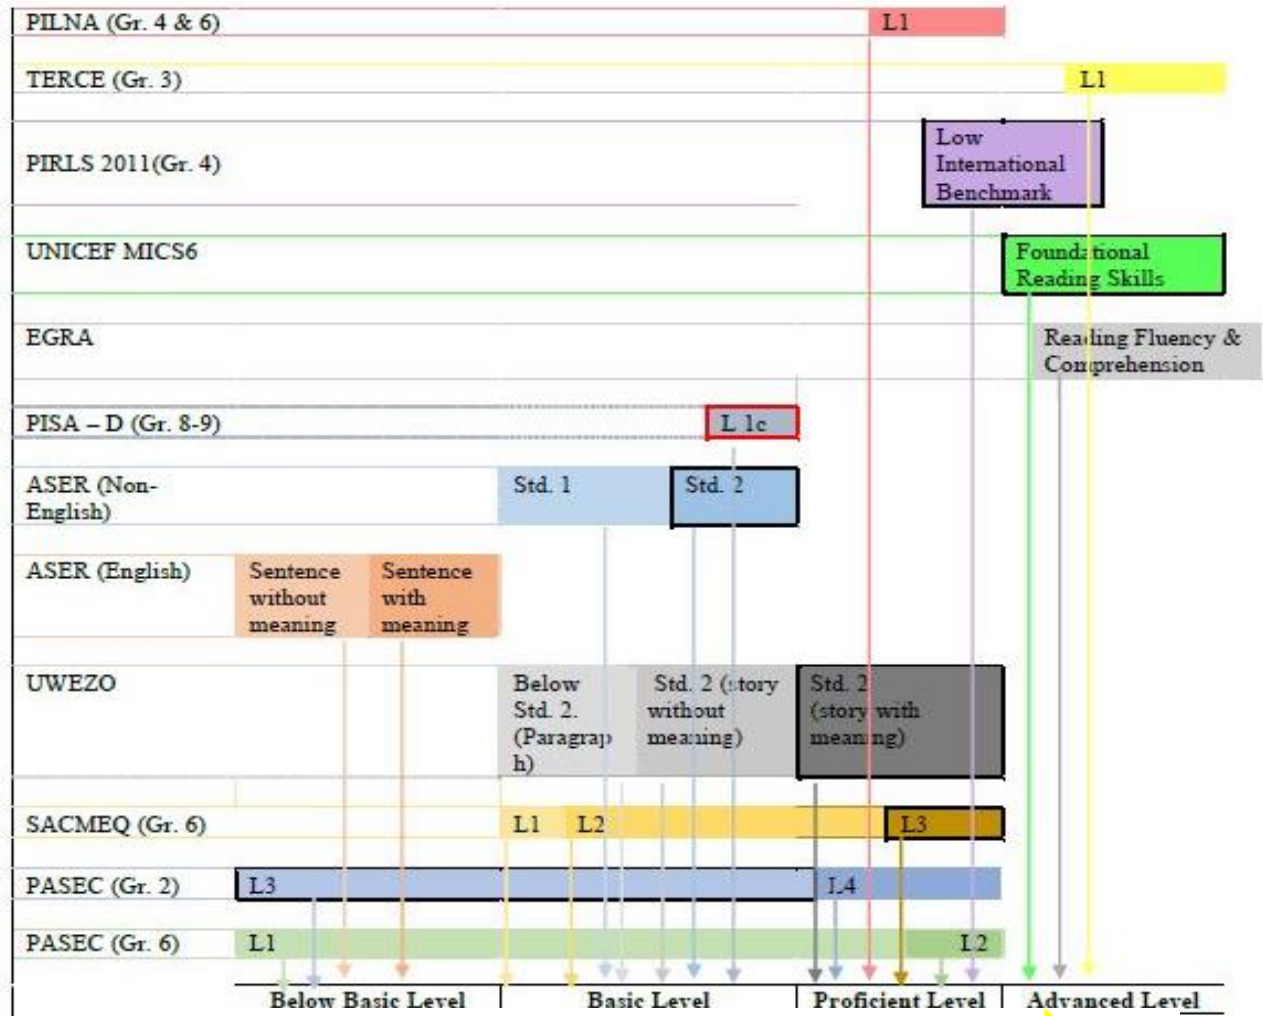 PILNA (Gr. 4 & 6)
L1
TERCE (Gr. 3)
L1
PIRLS 2011(Gr. 4)
Low
International
Benchmark
UNICEF MICS6
Foundational
Reading Skills
EGRA
Reading Fluency &
Comprehension
PISA – D (Gr. 8-9)
L 1c
ASER (Non-
English)
Std. 1
Std. 2
ASER (English)
Sentence
without
meaning
Sentence
with
meaning
UWEZO
Below
Std. 2.
(Paragrap
h)
Std. 2 (story
without
meaning)
Std. 2
(story with
meaning)
SACMEQ (Gr. 6)
L1
L2
L3
PASEC (Gr. 2)
L3
L4
PASEC (Gr. 6)
L1
L2
Below Basic Level
Basic Level
Proficient Level
Advanced Level